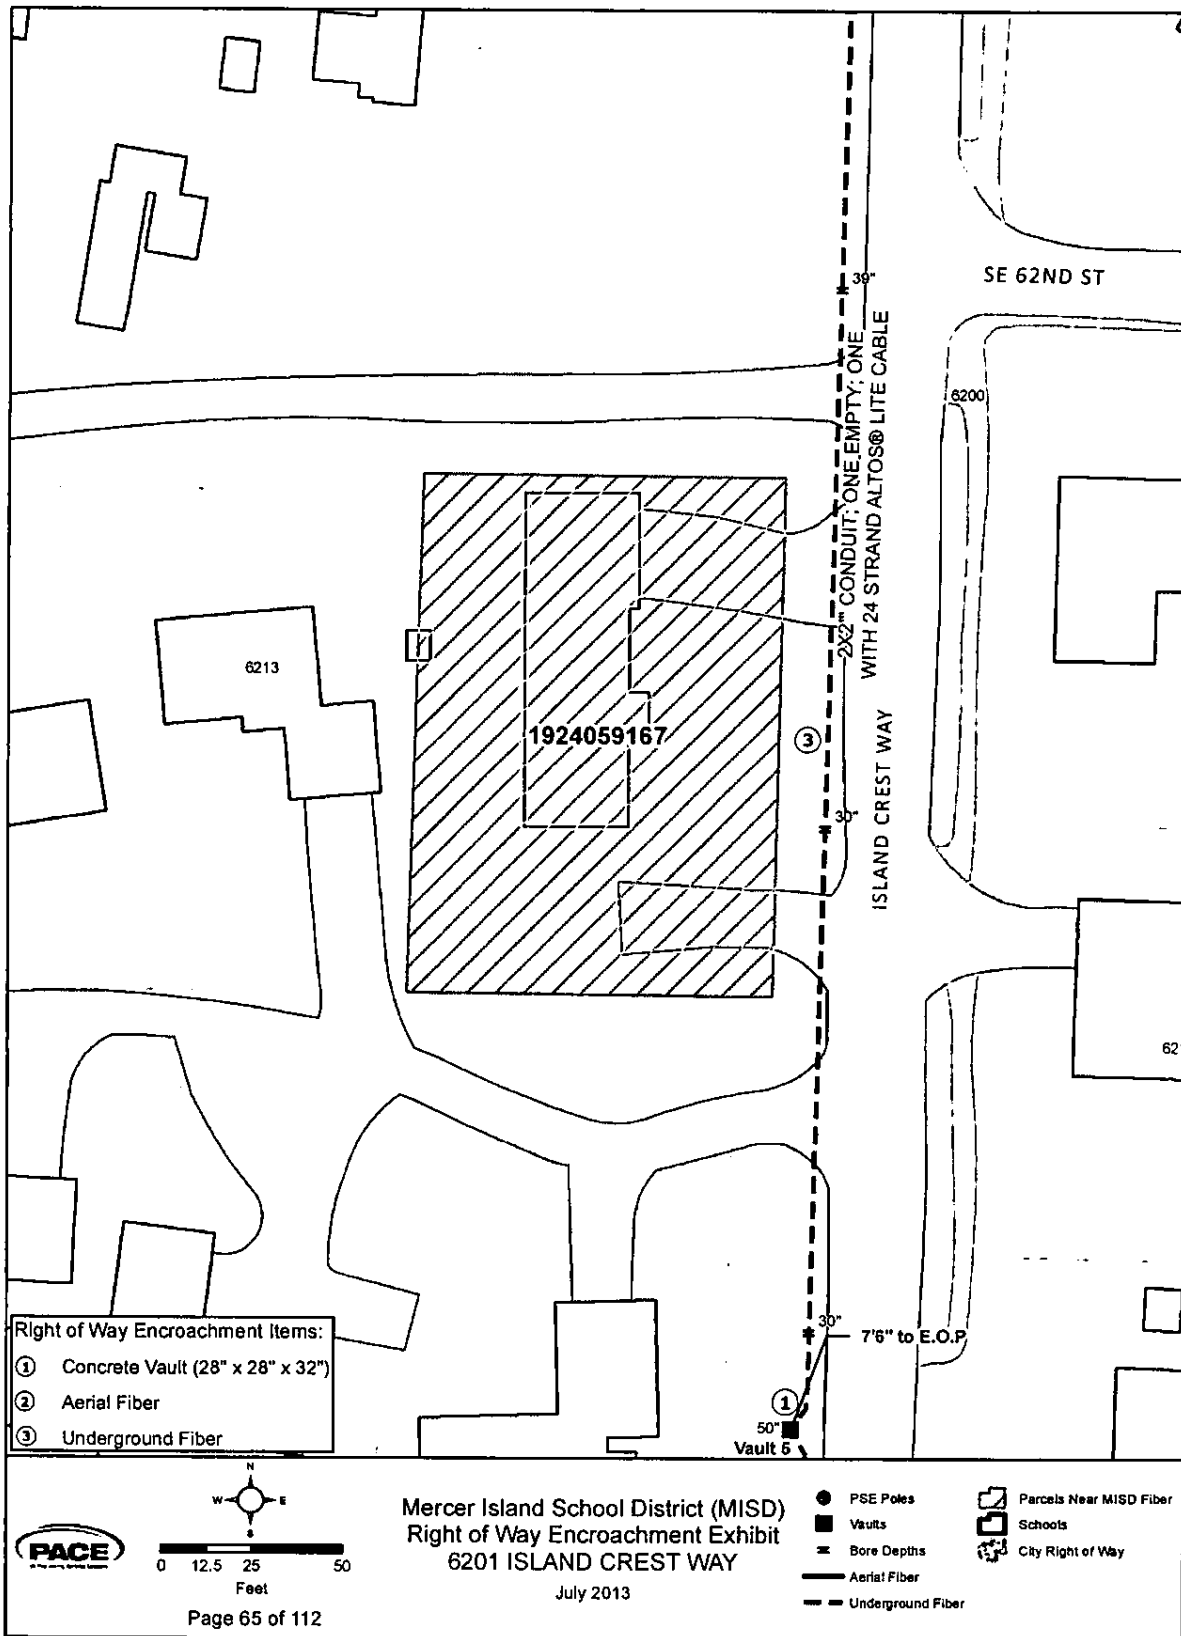 39"
SE 62ND ST
2X2" CONDUIT; ONE EMPTY; ONE
WITH 24 STRAND ALTOS® LITE CABLE
6200
6213
1924059167
3
30"
ISLAND CREST WAY
62
30"
7'6" to E.O.P
1
50"
Vault 5
Right of Way Encroachment Items:
1 Concrete Vault (28" x 28" x 32")
2 Aerial Fiber
3 Underground Fiber
N
W E
S
PACE
0 12.5 25 50
Feet
Page 65 of 112
Mercer Island School District (MISD)
Right of Way Encroachment Exhibit
6201 ISLAND CREST WAY
July 2013
PSE Poles
Vaults
Bore Depths
Aerial Fiber
Underground Fiber
Parcels Near MISD Fiber
Schools
City Right of Way